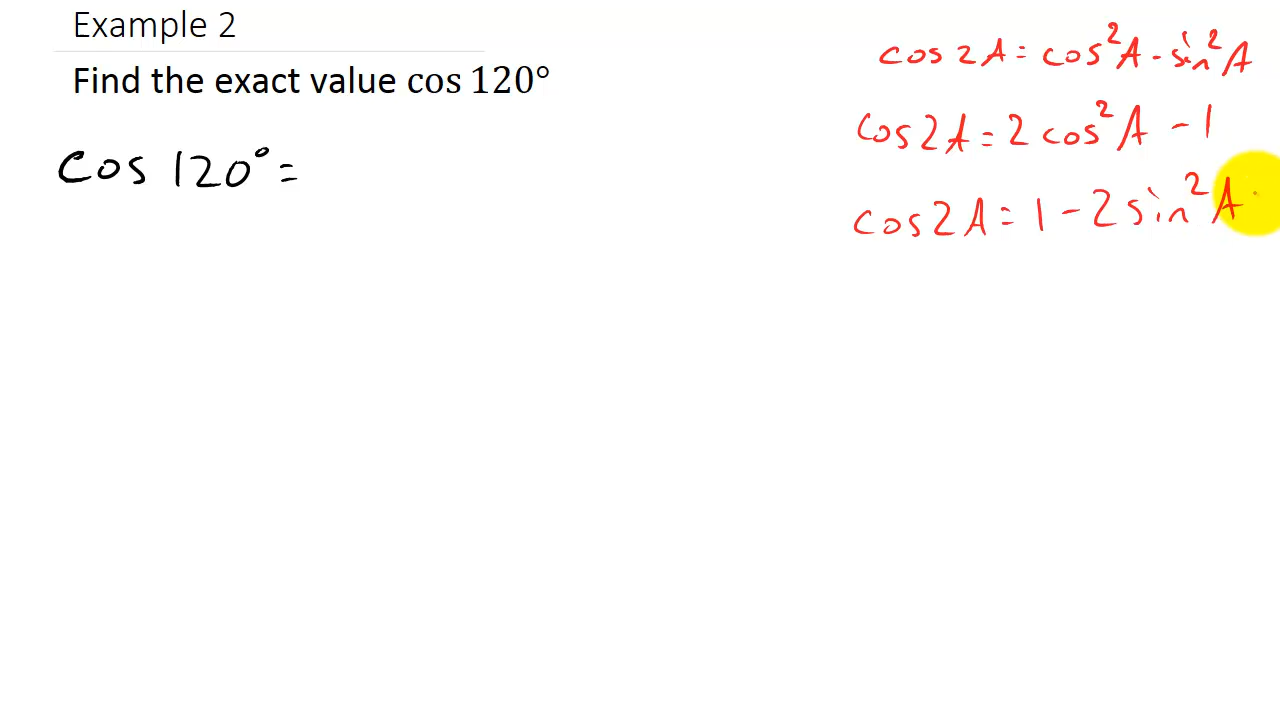 Example 2
Find the exact value cos 120°
cos 120° =
cos 2A = cos²A - sin²A
cos 2A = 2 cos²A - 1
cos 2A = 1 - 2 sin²A